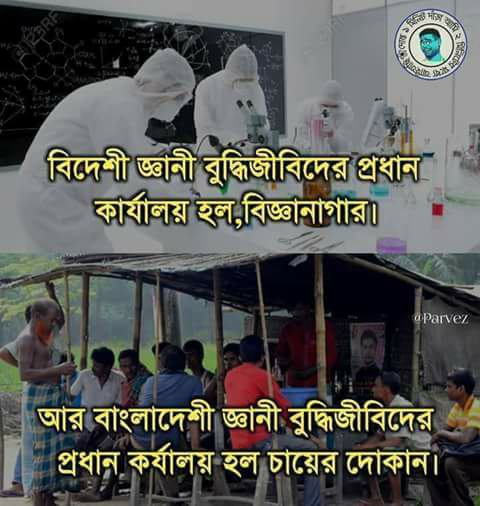 বিদেশী জ্ঞানী বুদ্ধিজীবিদের প্রধান
কার্যালয় হল,বিজ্ঞানাগার।
@Parvez
আর বাংলাদেশী জ্ঞানী বুদ্ধিজীবিদের
প্রধান কর্যালয় হল চায়ের দোকান।